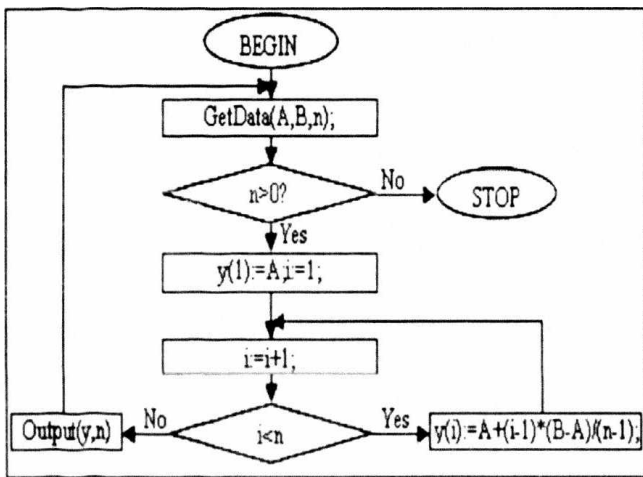 BEGIN
GetData(A,B,n);
n>0?
No
STOP
Yes
y(1):=A;i:=1;
i:=i+1;
i<n
No
Output(y,n)
Yes
y(i):=A+(i-1)*(B-A)/(n-1);